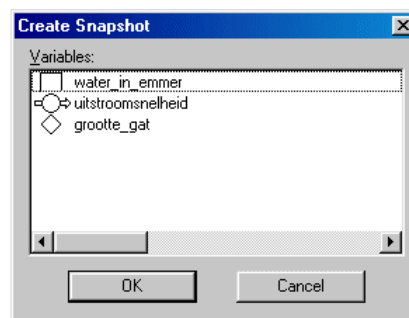 Create Snapshot
Variables:
water_in_emmer
uitstroomsnelheid
grootte_gat
OK Cancel